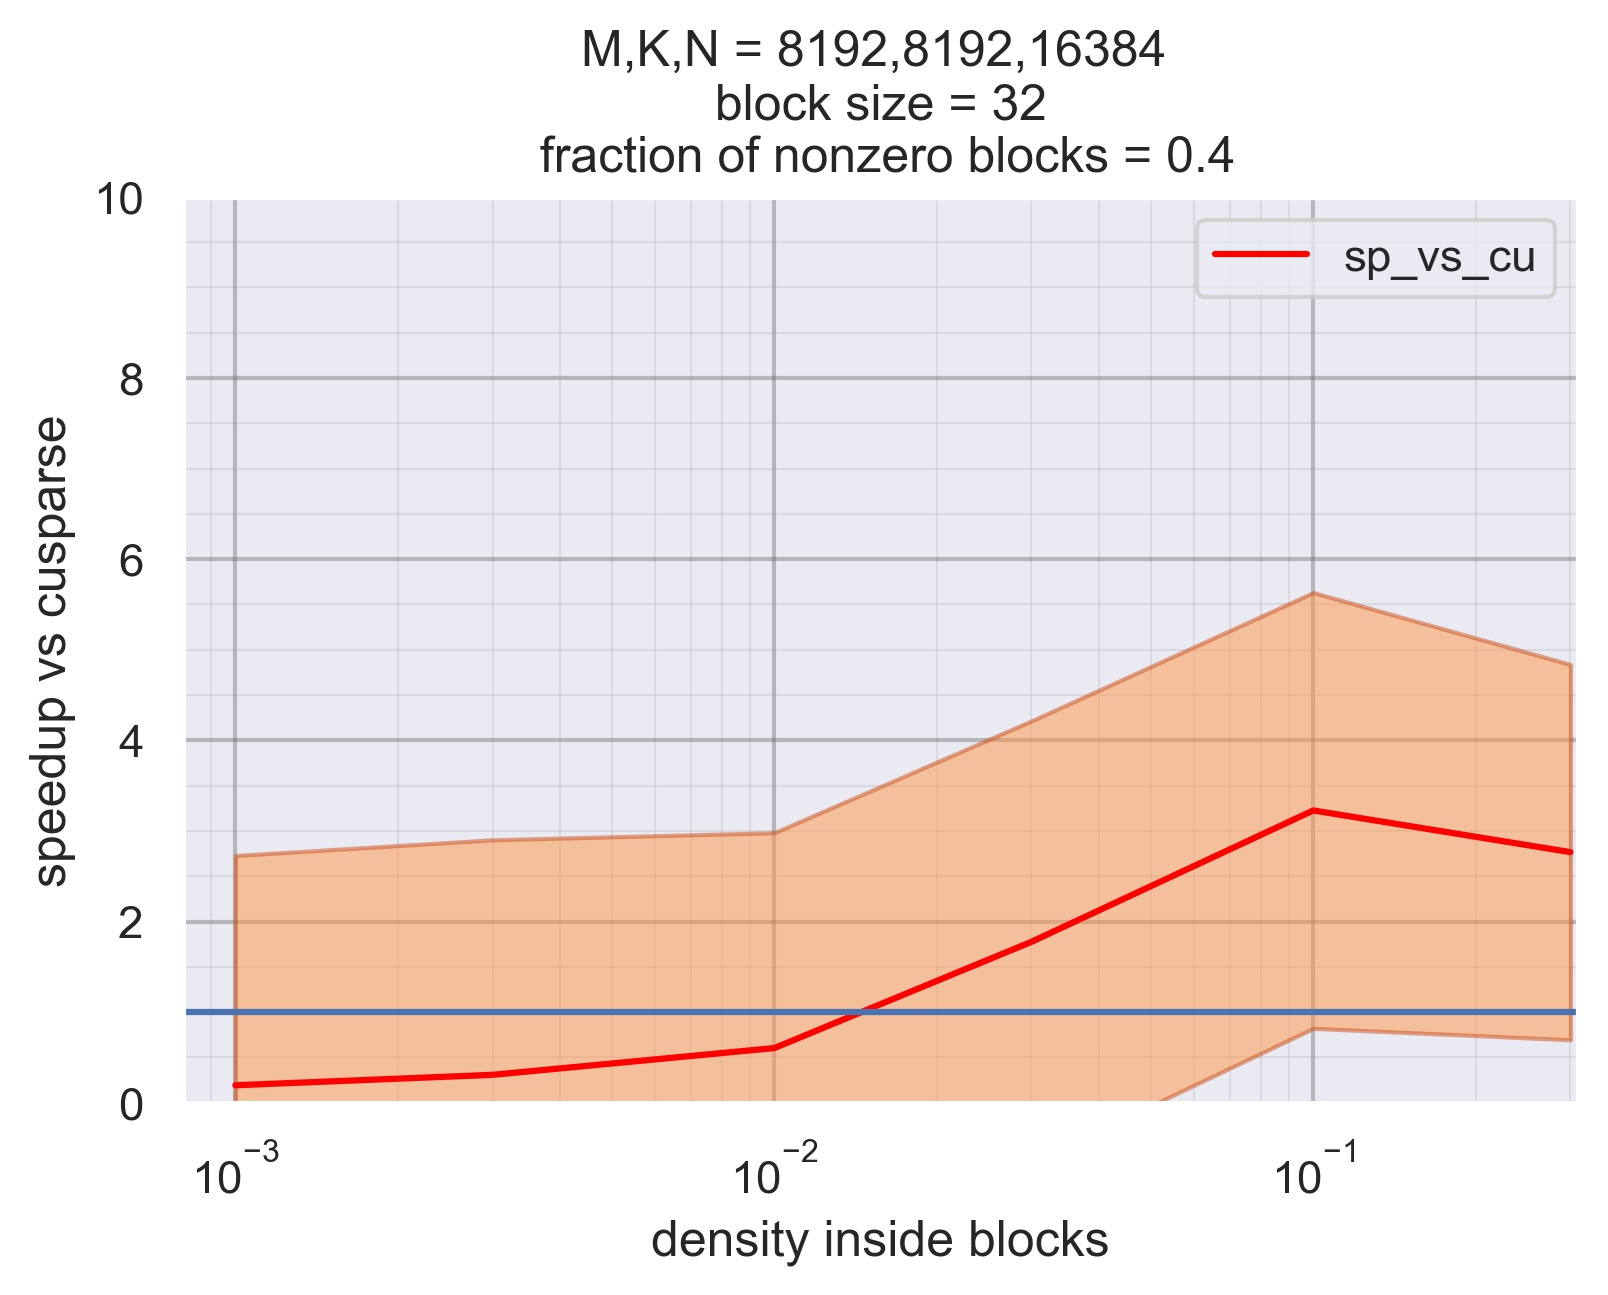 M,K,N = 8192,8192,16384
block size = 32
fraction of nonzero blocks = 0.4
sp_vs_cu
speedup vs cusparse
10
8
6
4
2
0
10⁻³
10⁻²
10⁻¹
density inside blocks